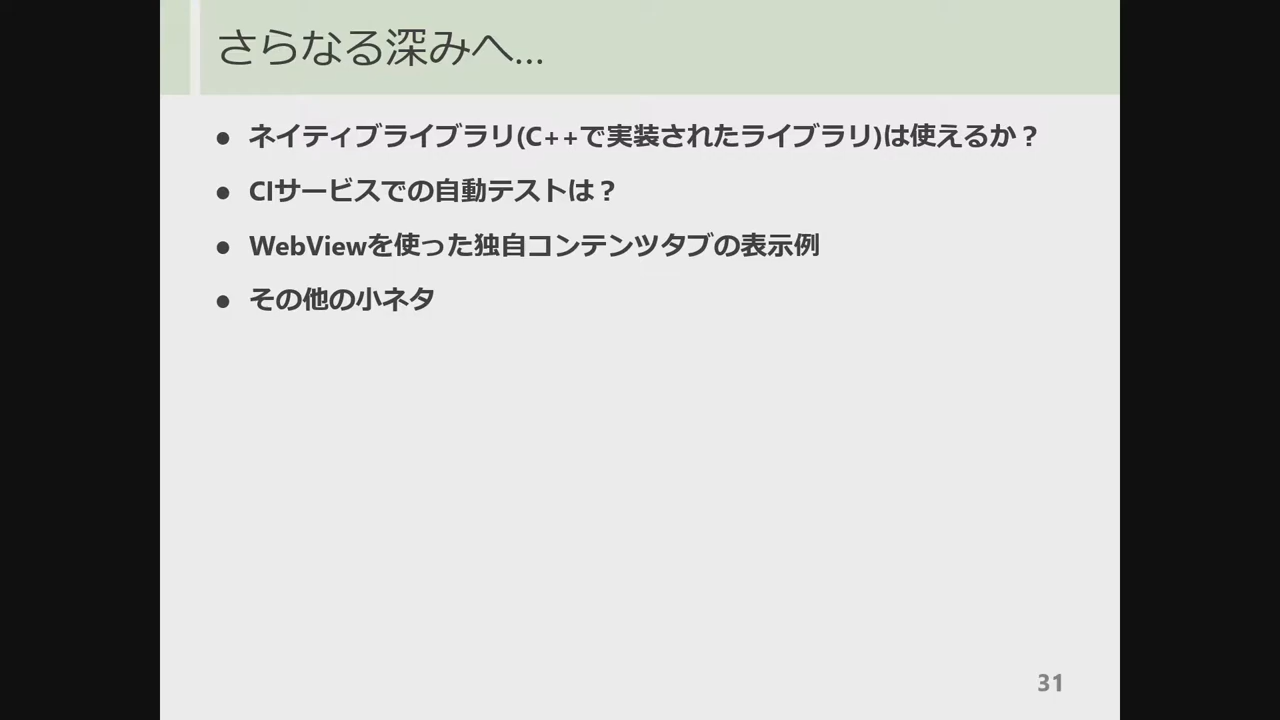 さらなる深みへ…
● ネイティブライブラリ(C++で実装されたライブラリ)は使えるか？
● CIサービスでの自動テストは？
● WebViewを使った独自コンテンツタブの表示例
● その他の小ネタ
31